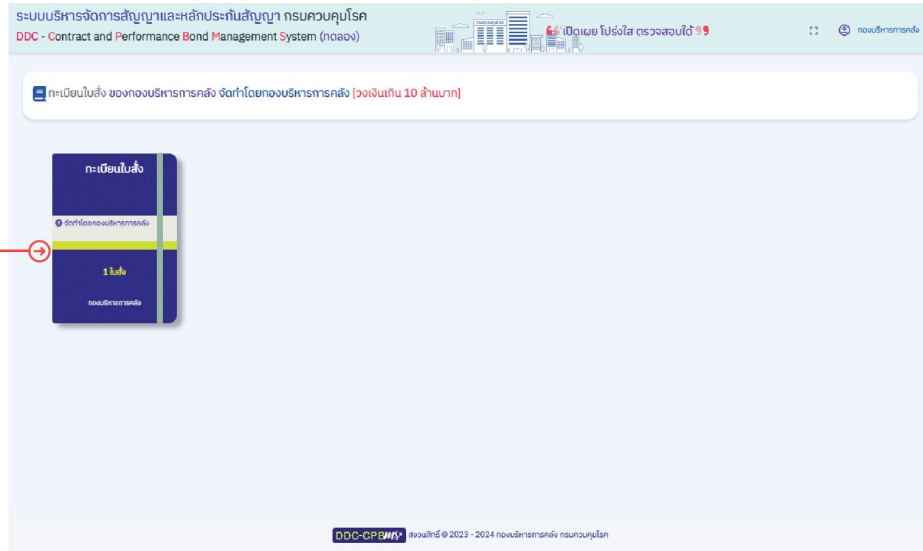 ระบบบริหารจัดการสัญญาและหลักประกันสัญญา กรมควบคุมโรค
DDC - Contract and Performance Bond Management System (ทดลอง)
เปิดเผย โปร่งใส ตรวจสอบได้
กองบริหารการคลัง
ทะเบียนใบสั่ง ของกองบริหารการคลัง จัดทำโดยกองบริหารการคลัง [วงเงินเกิน 10 ล้านบาท]
ทะเบียนใบสั่ง
จัดทำโดยกองบริหารการคลัง
1 ใบสั่ง
กองบริหารการคลัง
DDC-CPBMS สงวนสิทธิ์ © 2023 - 2024 กองบริหารการคลัง กรมควบคุมโรค